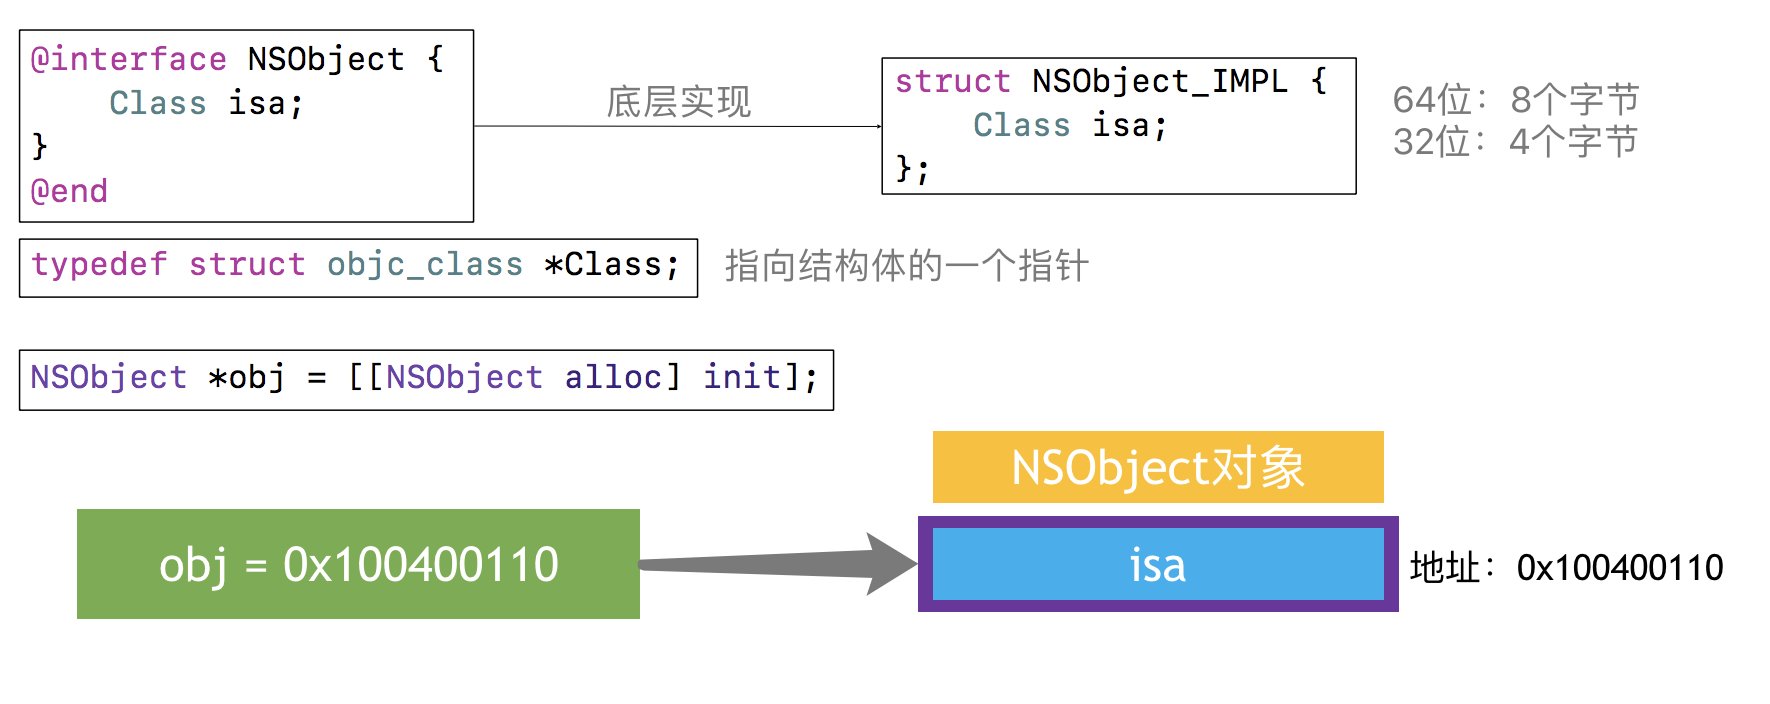 @interface NSObject {
    Class isa;
}
@end
底层实现
struct NSObject_IMPL {
    Class isa;
};
64位：8个字节
32位：4个字节
typedef struct objc_class *Class;
指向结构体的一个指针
NSObject *obj = [[NSObject alloc] init];
NSObject对象
obj = 0x100400110
isa
地址：0x100400110